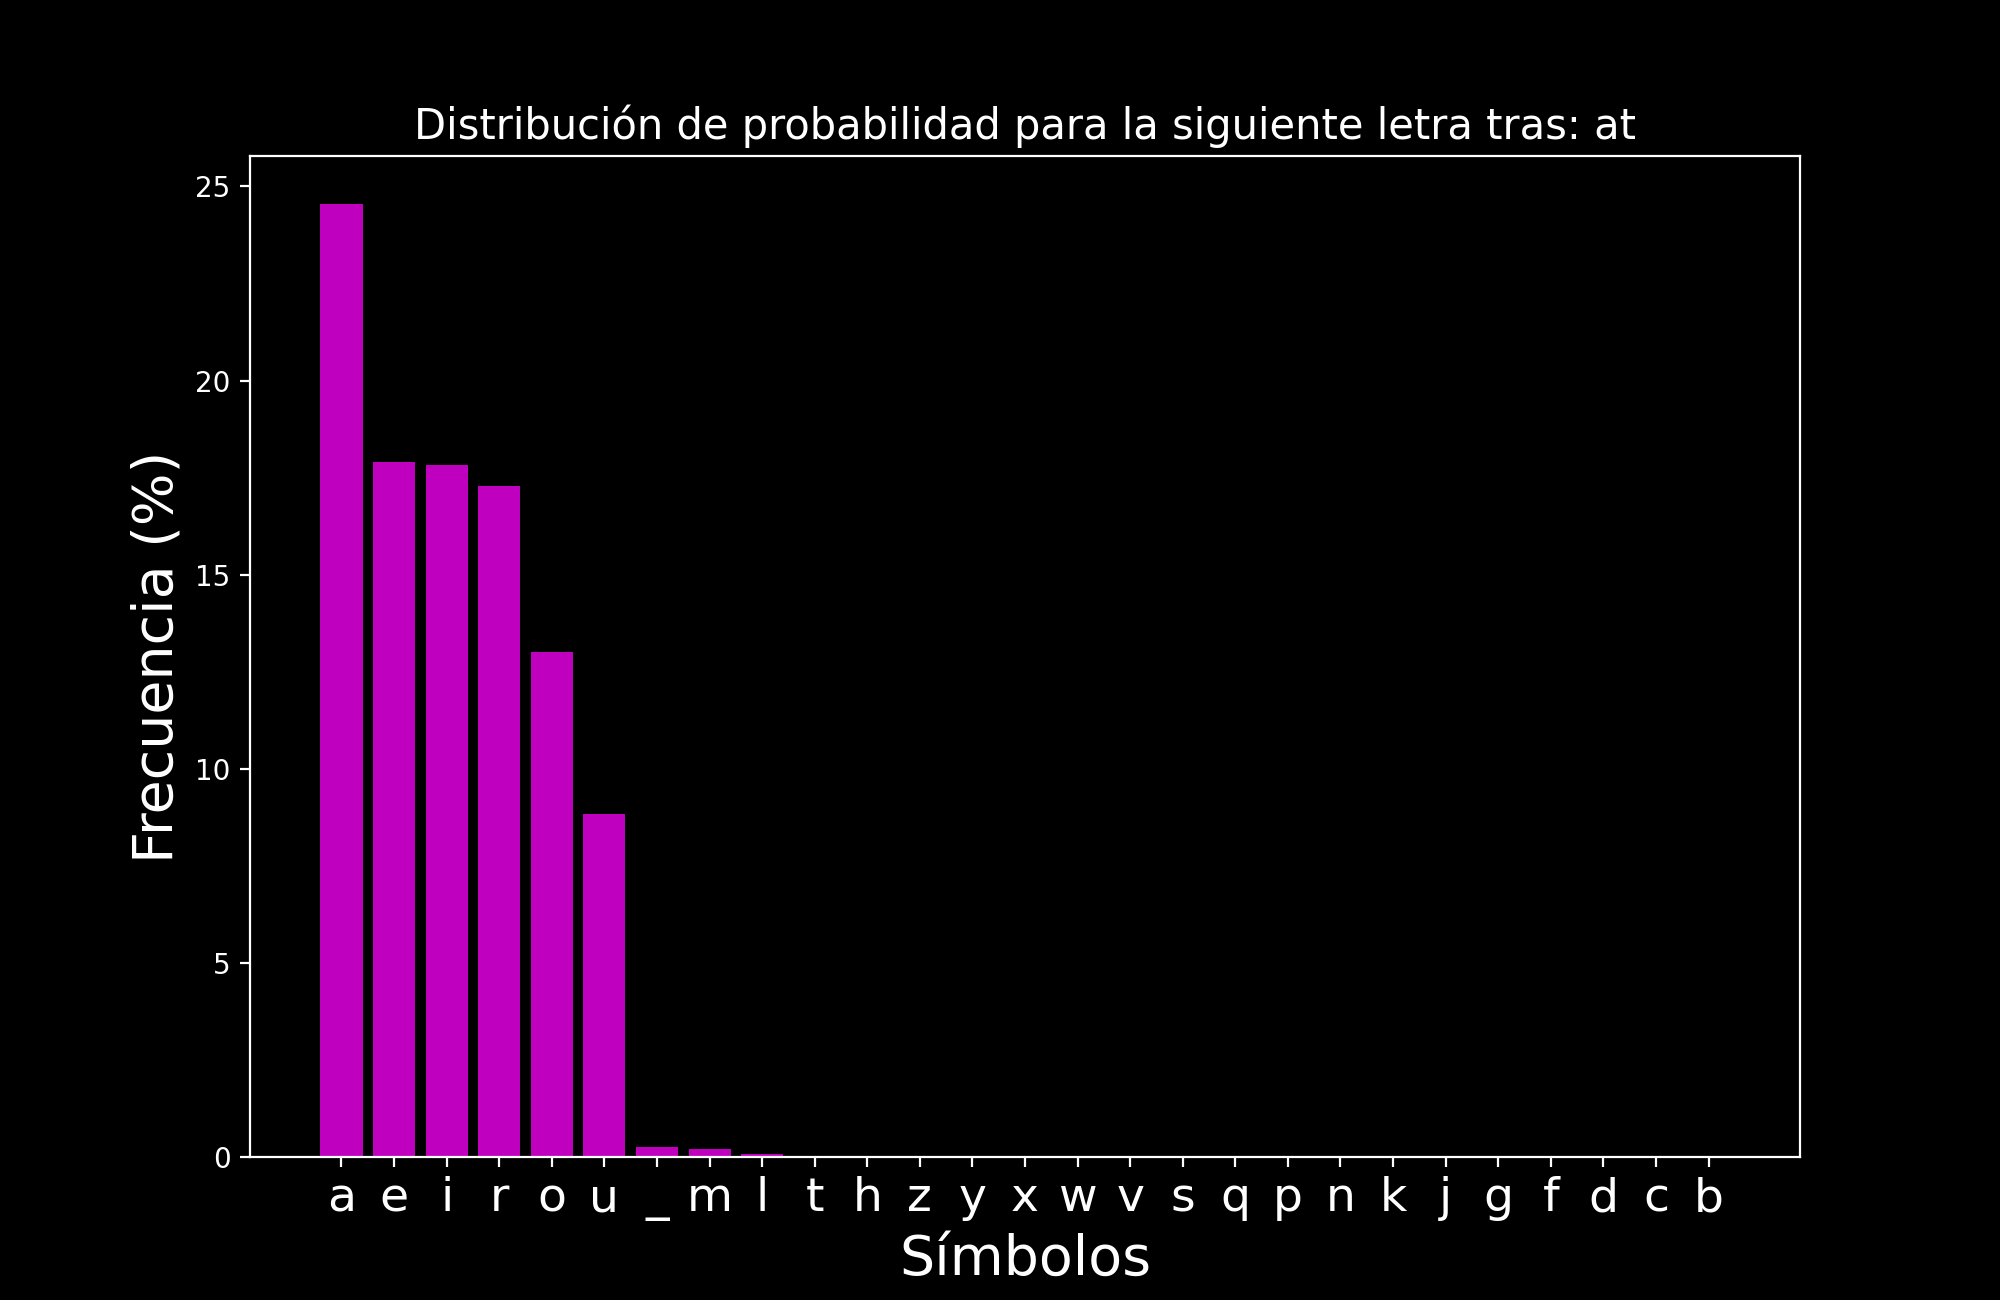 Distribución de probabilidad para la siguiente letra tras: at
25
20
15
10
5
0
Frecuencia (%)
a e i r o u _ m l t h z y x w v s q p n k j g f d c b
Símbolos